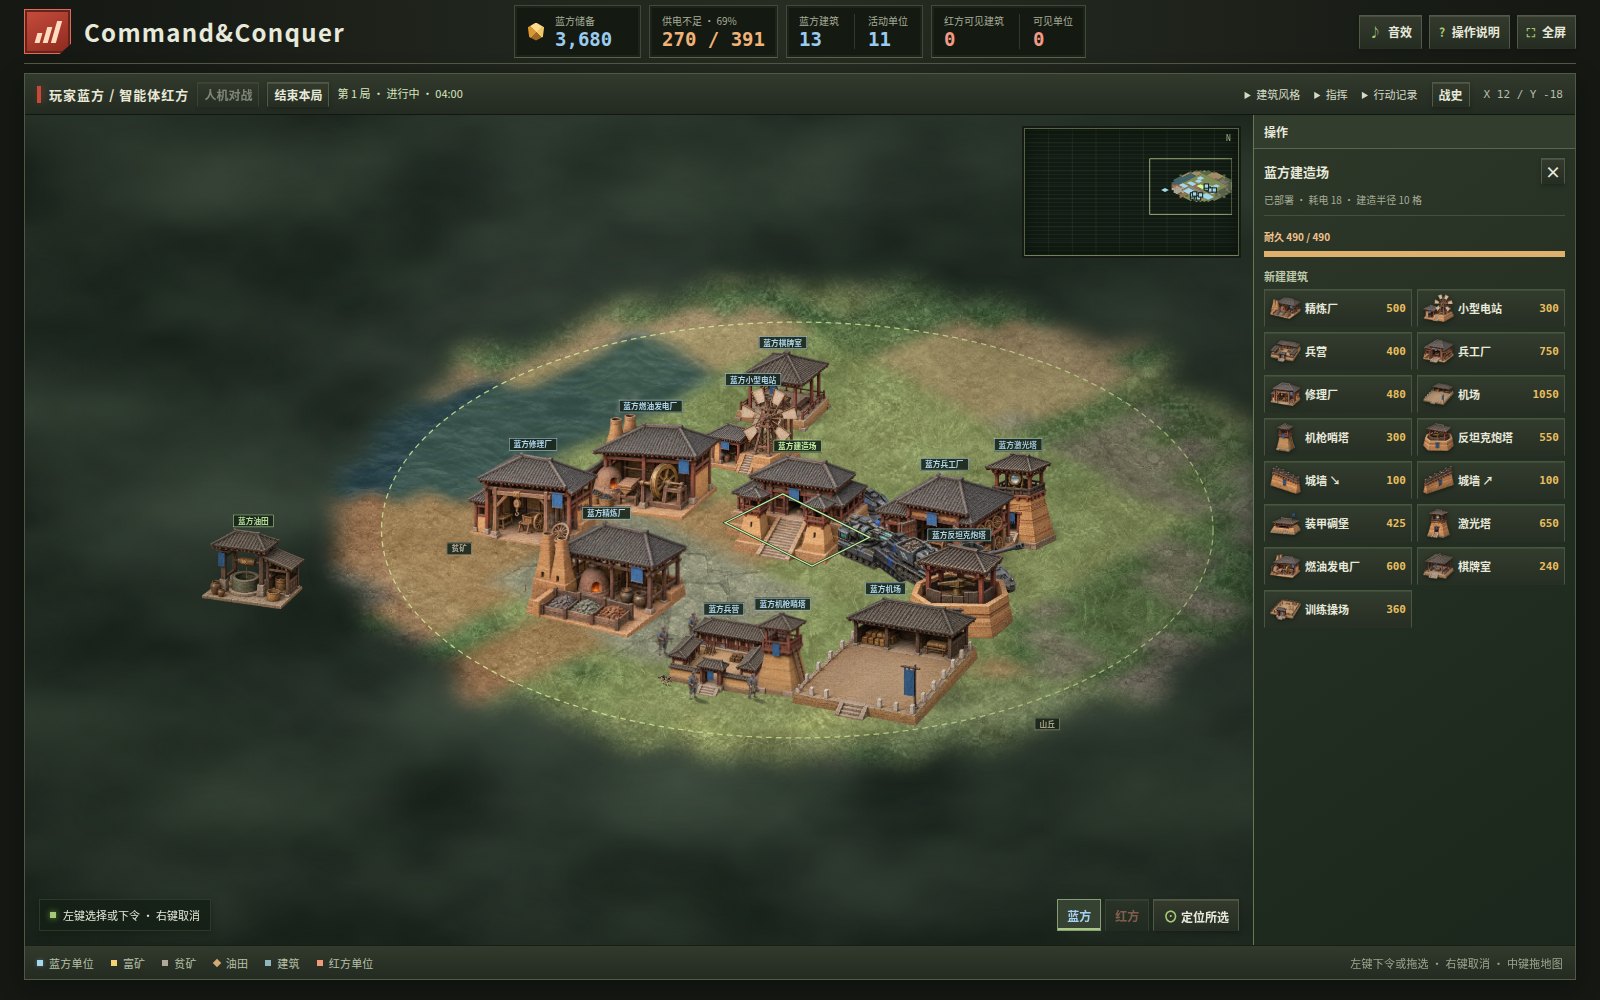 Command&Conquer
蓝方储备
3,680
供电不足 · 69%
270 / 391
蓝方建筑
13
活动单位
11
红方可见建筑
0
可见单位
0
♪ 音效
? 操作说明
全屏
玩家蓝方 / 智能体红方
人机对战
结束本局
第 1 局 · 进行中 · 04:00
建筑风格
指挥
行动记录
战史
X 12 / Y -18
N
蓝方棋牌室
蓝方小型电站
蓝方燃油发电厂
蓝方修理厂
蓝方建造场
蓝方激光塔
蓝方兵工厂
蓝方精炼厂
蓝方油田
蓝方反坦克炮塔
贫矿
蓝方机场
蓝方兵营
蓝方机枪哨塔
山丘
左键选择或下令 · 右键取消
蓝方
红方
定位所选
操作
蓝方建造场
已部署 · 耗电 18 · 建造半径 10 格
耐久 490 / 490
新建建筑
精炼厂 500
小型电站 300
兵营 400
兵工厂 750
修理厂 480
机场 1050
机枪哨塔 300
反坦克炮塔 550
城墙 ↘ 100
城墙 ↗ 100
装甲碉堡 425
激光塔 650
燃油发电厂 600
棋牌室 240
训练操场 360
蓝方单位
富矿
贫矿
油田
建筑
红方单位
左键下令或拖选 · 右键取消 · 中键拖地图